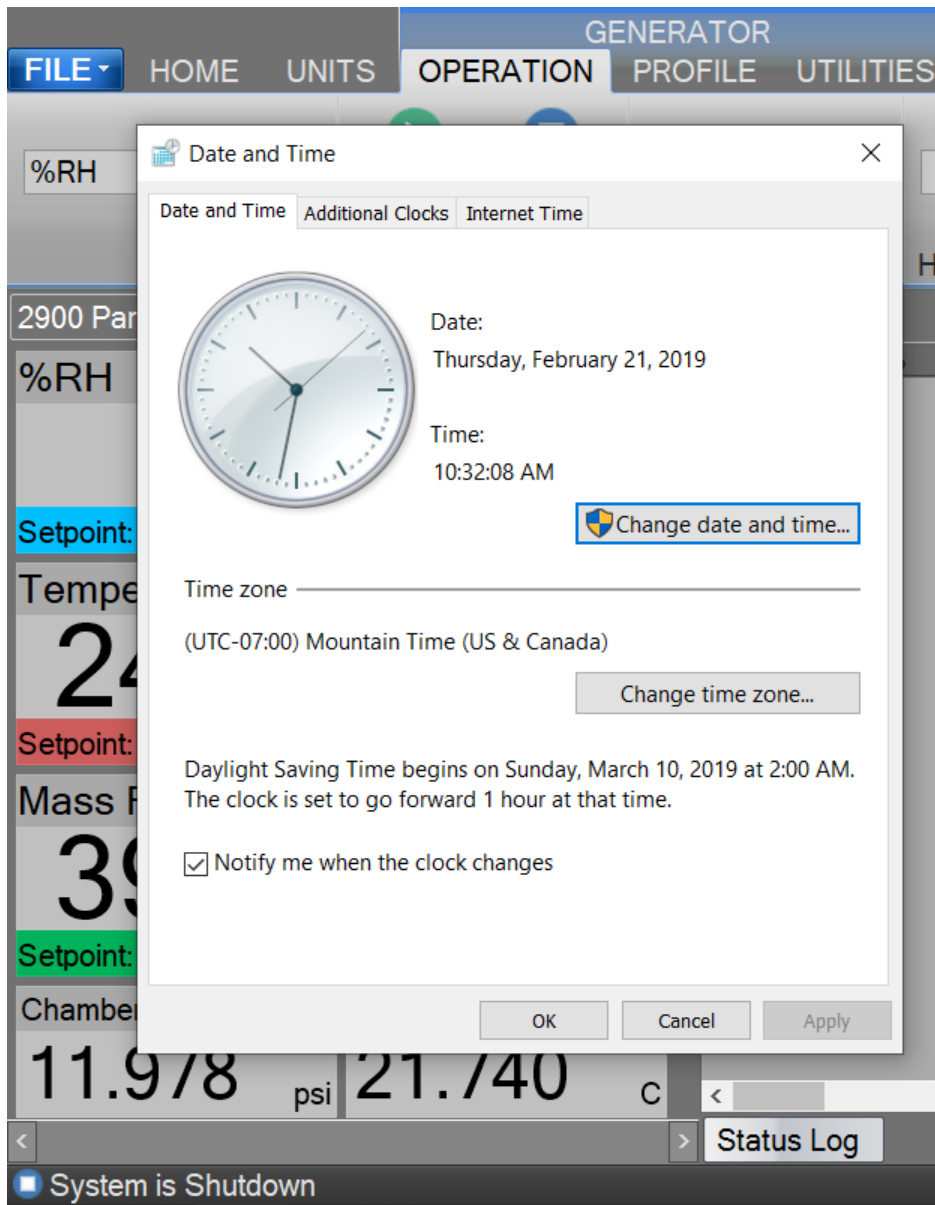 GENERATOR
FILE HOME UNITS OPERATION PROFILE UTILITIES
Date and Time
%RH
Date and Time Additional Clocks Internet Time
H
2900 Par
Date:
Thursday, February 21, 2019
%RH
Time:
10:32:08 AM
Setpoint:
Change date and time...
Tempe
Time zone
(UTC-07:00) Mountain Time (US & Canada)
24
Change time zone...
Setpoint:
Daylight Saving Time begins on Sunday, March 10, 2019 at 2:00 AM.
The clock is set to go forward 1 hour at that time.
Mass F
39
Notify me when the clock changes
Setpoint:
Chamber
OK Cancel Apply
11.978 psi 21.740 C
Status Log
System is Shutdown